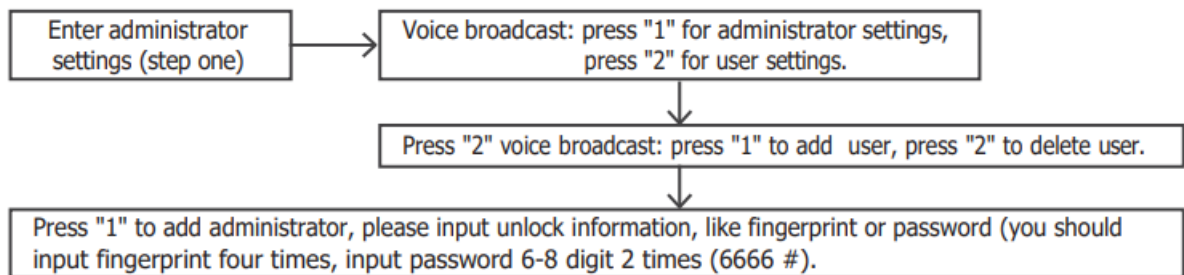 Enter administrator
settings (step one)
Voice broadcast: press "1" for administrator settings,
press "2" for user settings.
Press "2" voice broadcast: press "1" to add user, press "2" to delete user.
Press "1" to add administrator, please input unlock information, like fingerprint or password (you should
input fingerprint four times, input password 6-8 digit 2 times (6666 #).